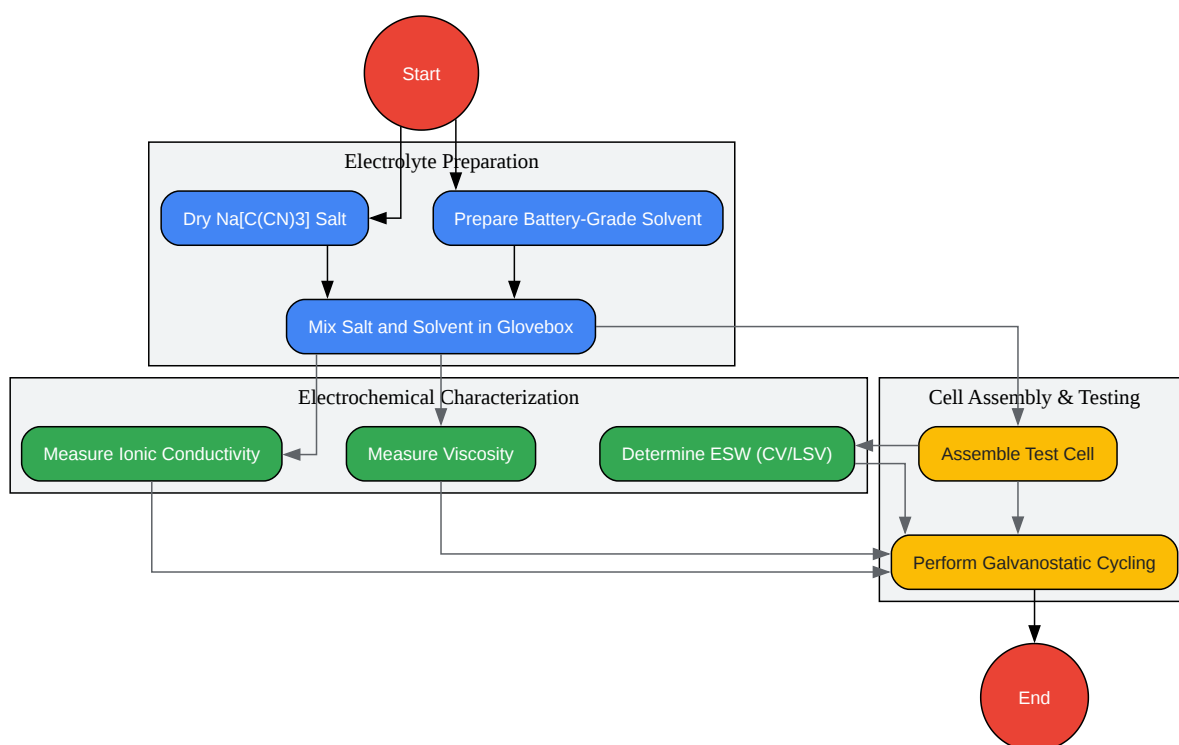 Start
Electrolyte Preparation
Dry Na[C(CN)3] Salt
Prepare Battery-Grade Solvent
Mix Salt and Solvent in Glovebox
Electrochemical Characterization
Cell Assembly & Testing
Measure Ionic Conductivity
Measure Viscosity
Determine ESW (CV/LSV)
Assemble Test Cell
Perform Galvanostatic Cycling
End